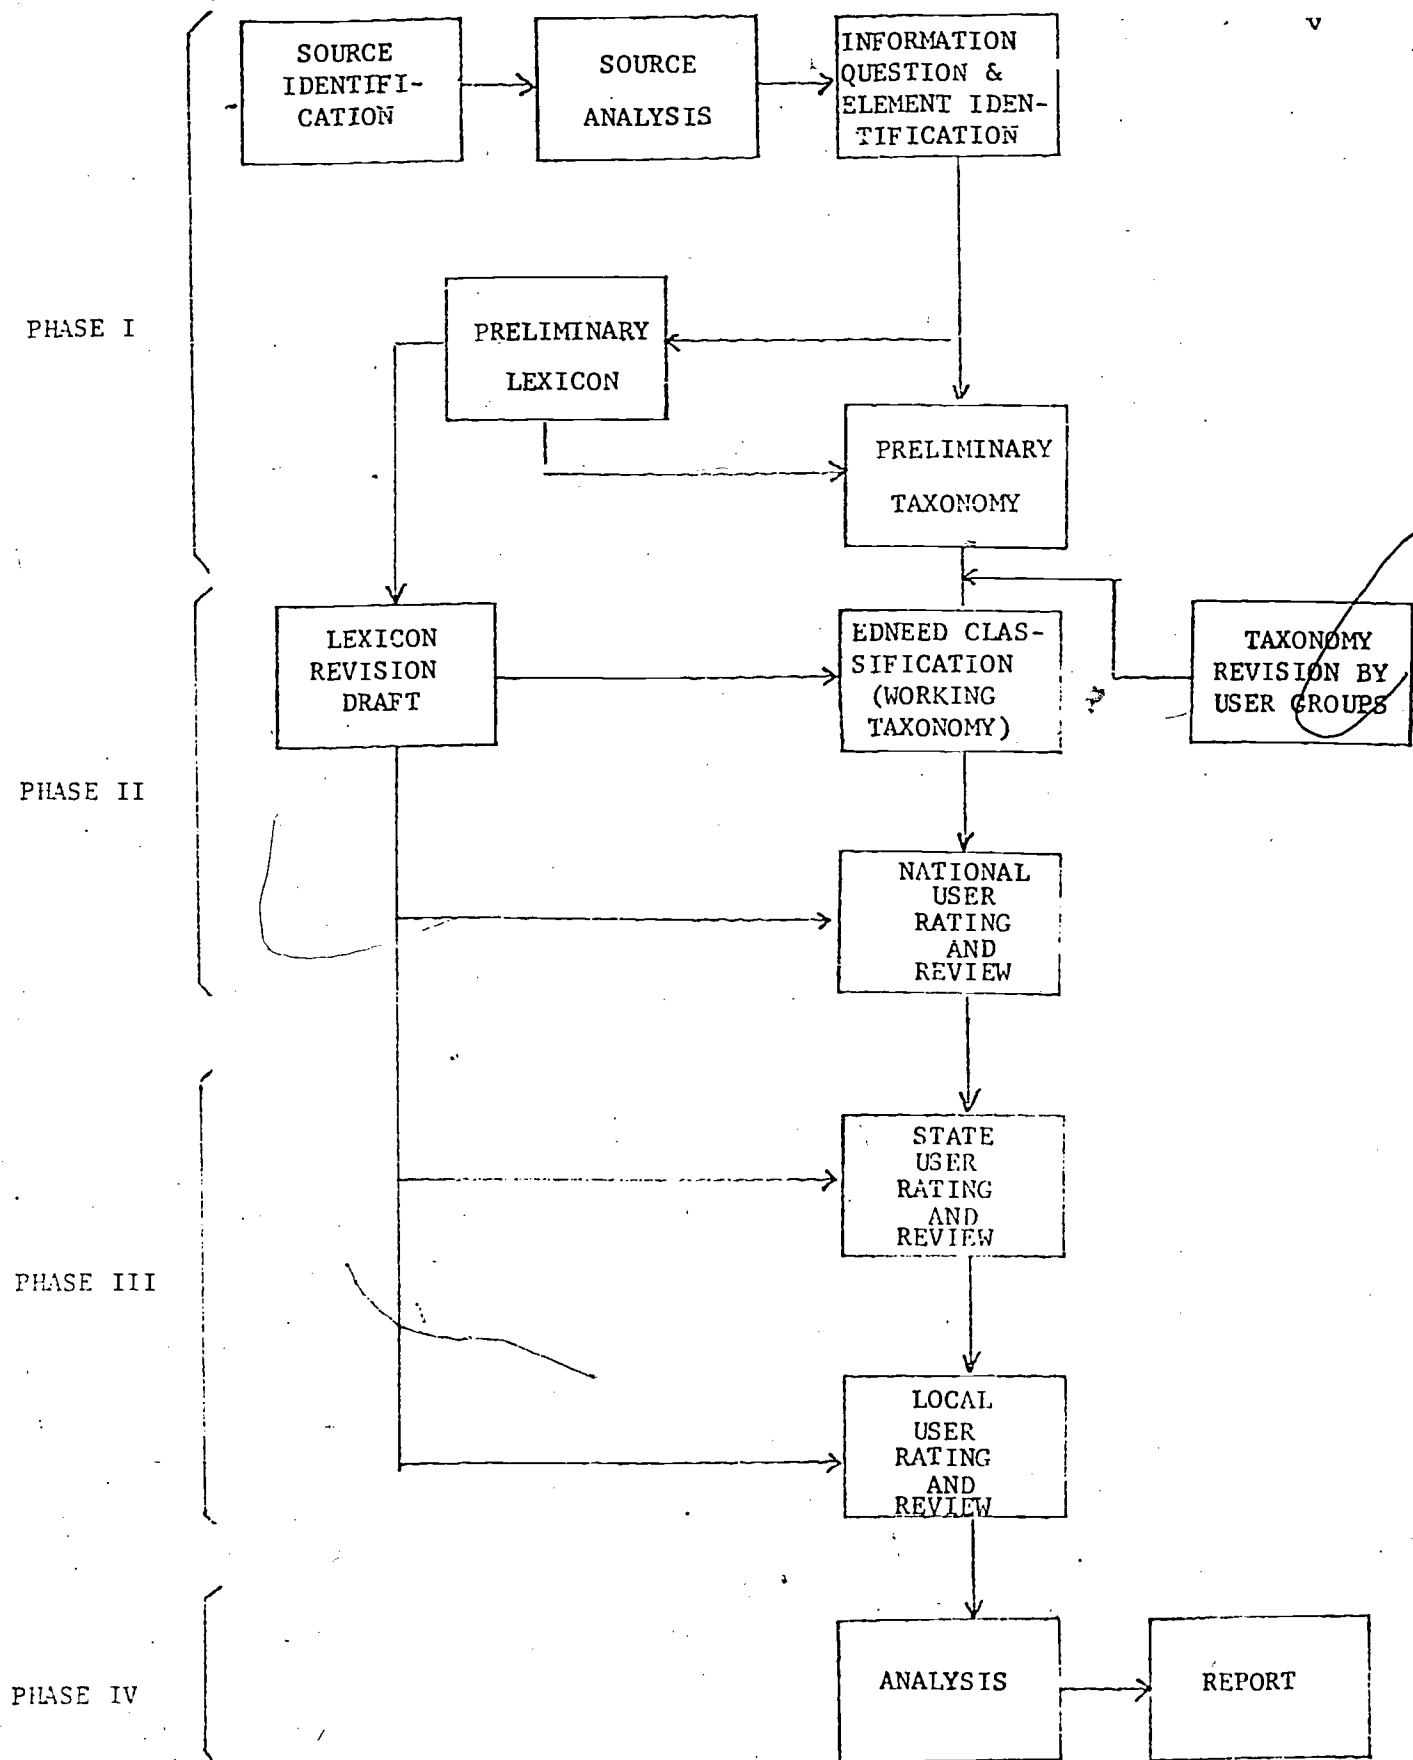 v
SOURCE
IDENTIFI-
CATION
SOURCE
ANALYSIS
INFORMATION
QUESTION &
ELEMENT IDEN-
TIFICATION
PHASE I
PRELIMINARY
LEXICON
PRELIMINARY
TAXONOMY
LEXICON
REVISION
DRAFT
EDNEED CLAS-
SIFICATION
(WORKING
TAXONOMY)
TAXONOMY
REVISION BY
USER GROUPS
PHASE II
NATIONAL
USER
RATING
AND
REVIEW
STATE
USER
RATING
AND
REVIEW
PHASE III
LOCAL
USER
RATING
AND
REVIEW
PHASE IV
ANALYSIS
REPORT